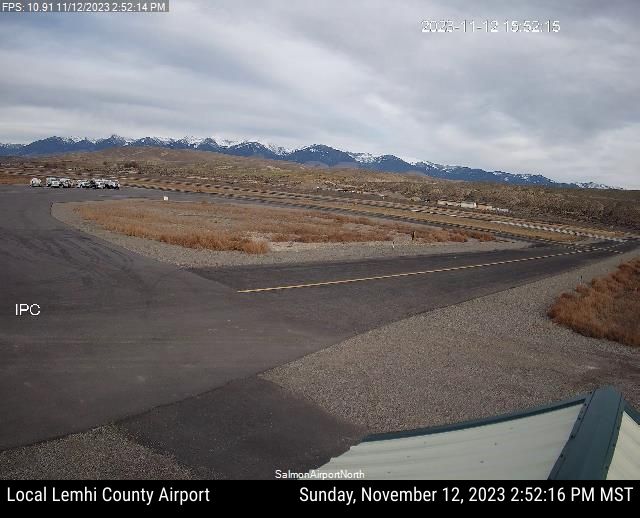 FPS: 10.91 11/12/2023 2:52:14 PM
2023-11-12 15:52:15
IPC
SalmonAirportNorth
Local Lemhi County Airport Sunday, November 12, 2023 2:52:16 PM MST